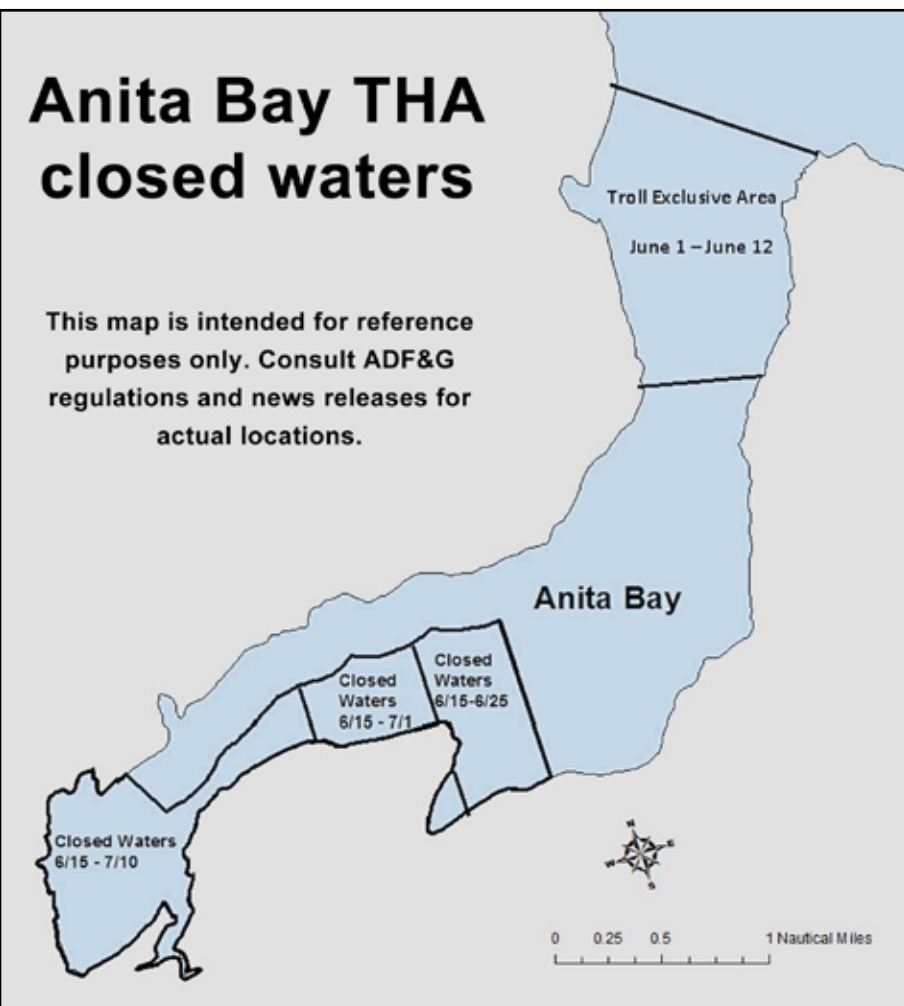 Anita Bay THA
closed waters
This map is intended for reference
purposes only. Consult ADF&G
regulations and news releases for
actual locations.
Troll Exclusive Area
June 1 – June 12
Anita Bay
Closed
Waters
6/15-6/25
Closed
Waters
6/15 - 7/1
Closed Waters
6/15 - 7/10
N
W E
S
0 0.25 0.5 1 Nautical Miles